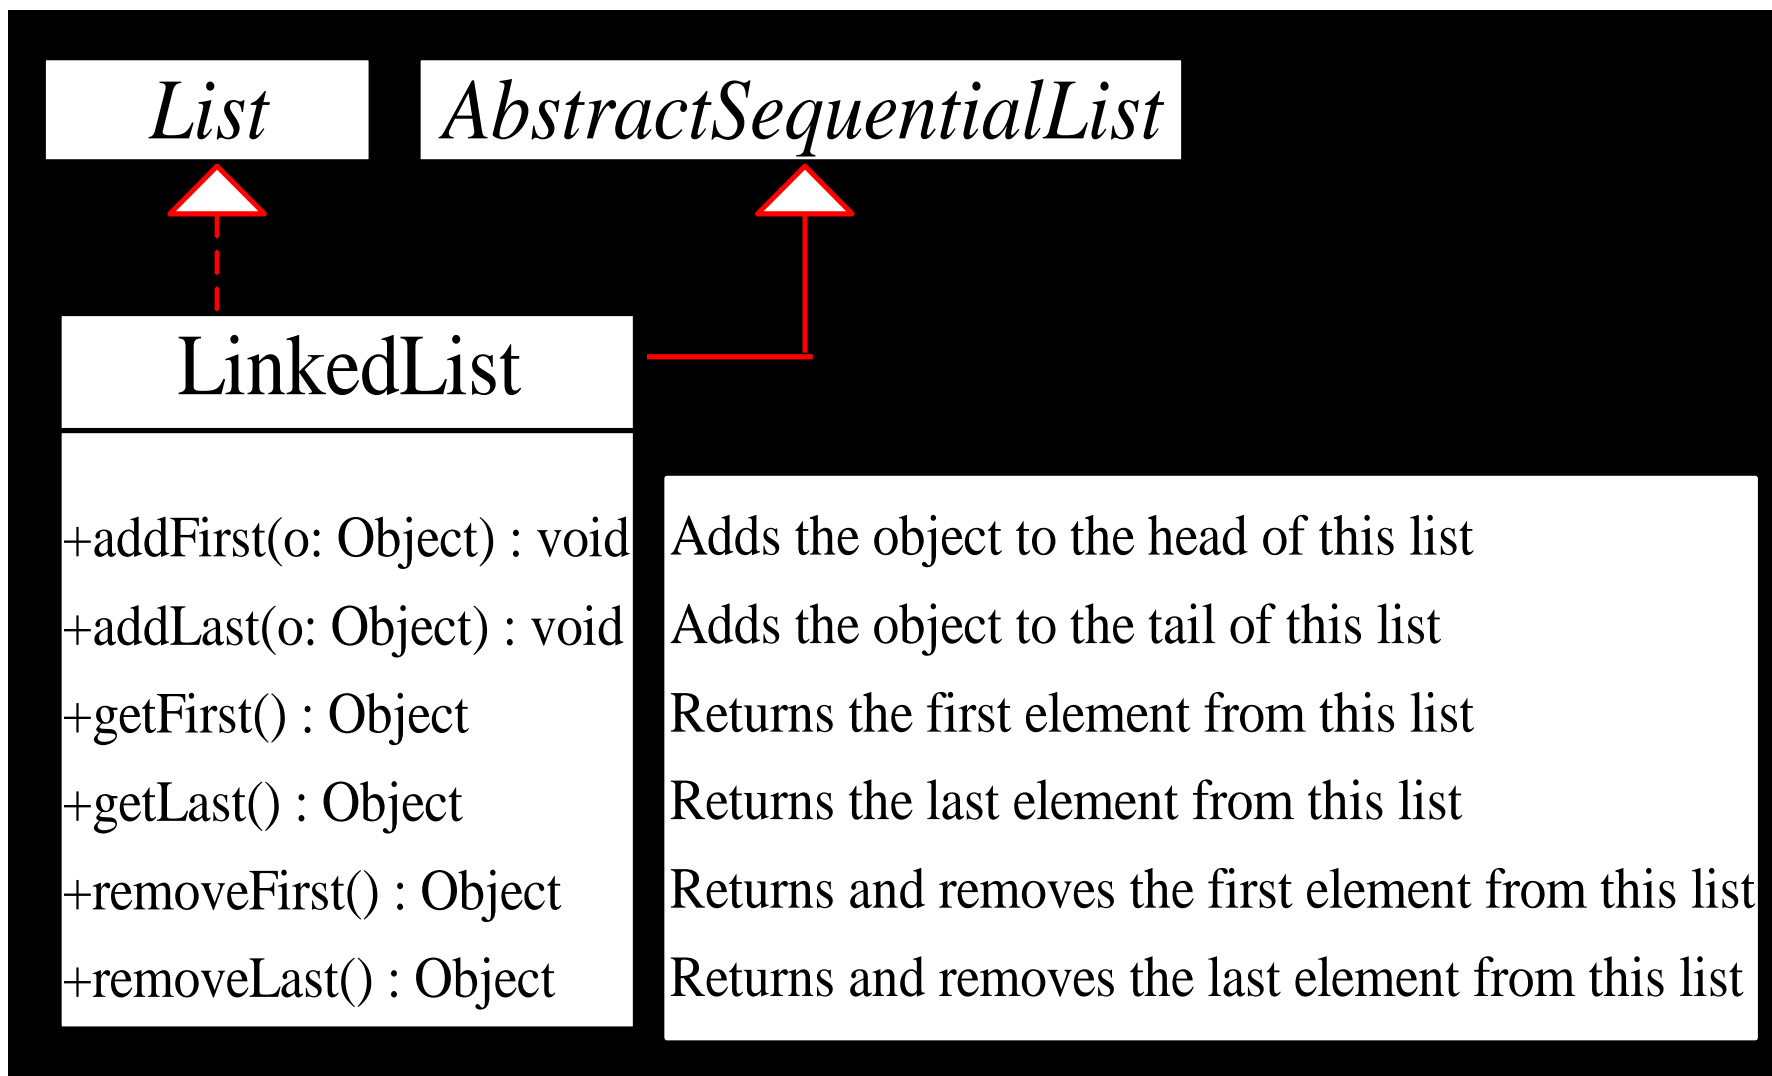 List
AbstractSequentialList
LinkedList
+addFirst(o: Object) : void
Adds the object to the head of this list
+addLast(o: Object) : void
Adds the object to the tail of this list
+getFirst() : Object
Returns the first element from this list
+getLast() : Object
Returns the last element from this list
+removeFirst() : Object
Returns and removes the first element from this list
+removeLast() : Object
Returns and removes the last element from this list